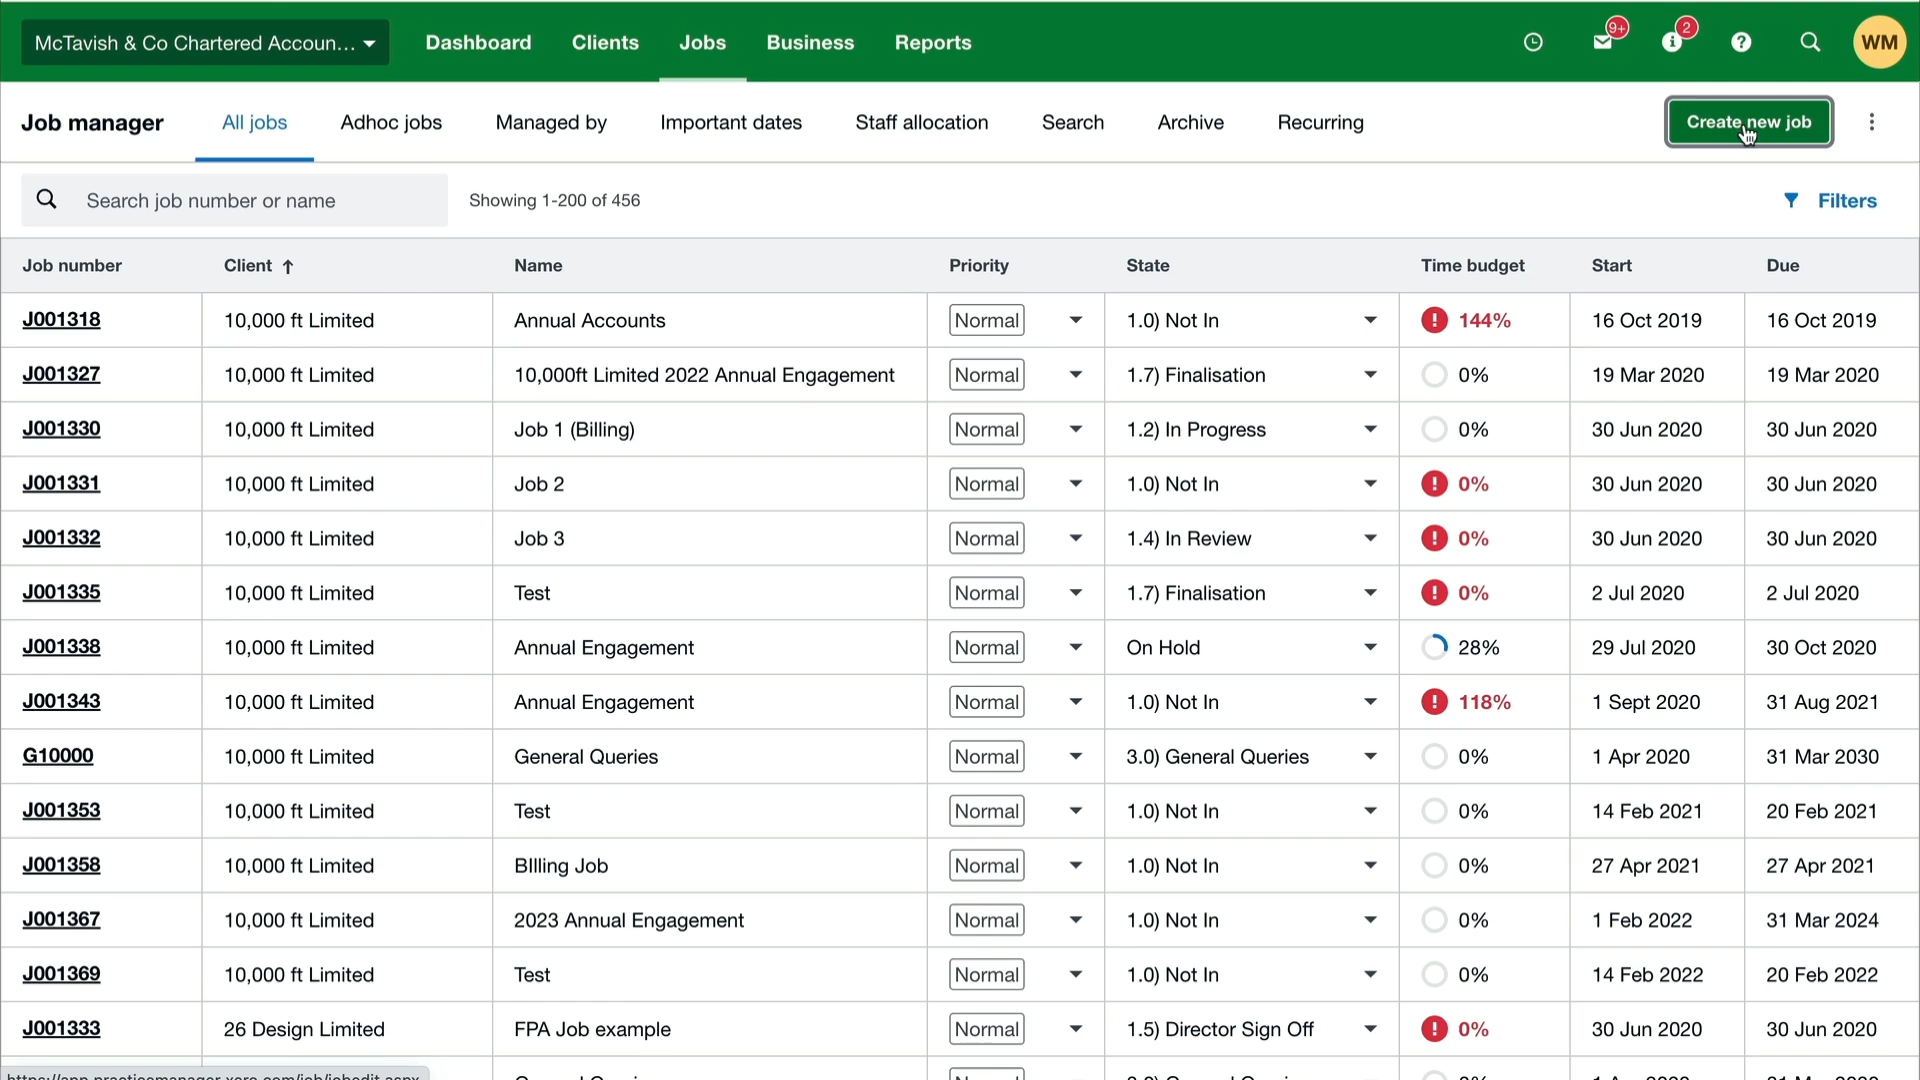 McTavish & Co Chartered Accoun... Dashboard Clients Jobs Business Reports 9+ 2 WM
Job manager All jobs Adhoc jobs Managed by Important dates Staff allocation Search Archive Recurring Create new job
Search job number or name Showing 1-200 of 456 Filters
Job number Client Name Priority State Time budget Start Due
J001318 10,000 ft Limited Annual Accounts Normal 1.0) Not In 144% 16 Oct 2019 16 Oct 2019
J001327 10,000 ft Limited 10,000ft Limited 2022 Annual Engagement Normal 1.7) Finalisation 0% 19 Mar 2020 19 Mar 2020
J001330 10,000 ft Limited Job 1 (Billing) Normal 1.2) In Progress 0% 30 Jun 2020 30 Jun 2020
J001331 10,000 ft Limited Job 2 Normal 1.0) Not In 0% 30 Jun 2020 30 Jun 2020
J001332 10,000 ft Limited Job 3 Normal 1.4) In Review 0% 30 Jun 2020 30 Jun 2020
J001335 10,000 ft Limited Test Normal 1.7) Finalisation 0% 2 Jul 2020 2 Jul 2020
J001338 10,000 ft Limited Annual Engagement Normal On Hold 28% 29 Jul 2020 30 Oct 2020
J001343 10,000 ft Limited Annual Engagement Normal 1.0) Not In 118% 1 Sept 2020 31 Aug 2021
G10000 10,000 ft Limited General Queries Normal 3.0) General Queries 0% 1 Apr 2020 31 Mar 2030
J001353 10,000 ft Limited Test Normal 1.0) Not In 0% 14 Feb 2021 20 Feb 2021
J001358 10,000 ft Limited BIlling Job Normal 1.0) Not In 0% 27 Apr 2021 27 Apr 2021
J001367 10,000 ft Limited 2023 Annual Engagement Normal 1.0) Not In 0% 1 Feb 2022 31 Mar 2024
J001369 10,000 ft Limited Test Normal 1.0) Not In 0% 14 Feb 2022 20 Feb 2022
J001333 26 Design Limited FPA Job example Normal 1.5) Director Sign Off 0% 30 Jun 2020 30 Jun 2020